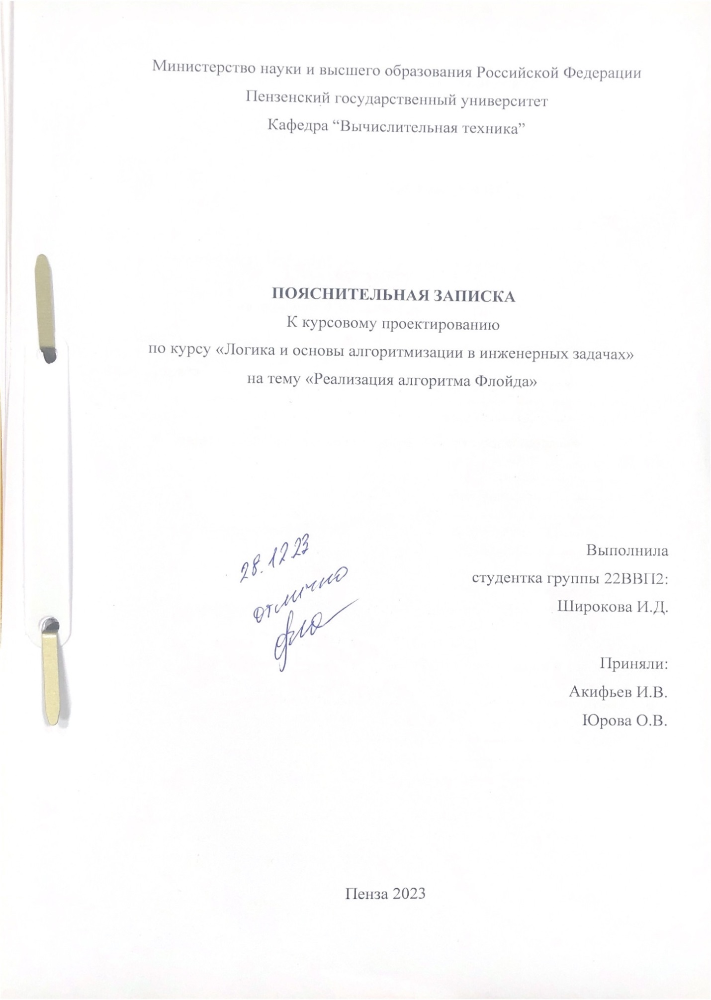 Министерство науки и высшего образования Российской Федерации
Пензенский государственный университет
Кафедра “Вычислительная техника”
ПОЯСНИТЕЛЬНАЯ ЗАПИСКА
К курсовому проектированию
по курсу «Логика и основы алгоритмизации в инженерных задачах»
на тему «Реализация алгоритма Флойда»
28.12 23
отлично
Выполнила
студентка группы 22ВВП2:
Широкова И.Д.
Приняли:
Акифьев И.В.
Юрова О.В.
Пенза 2023